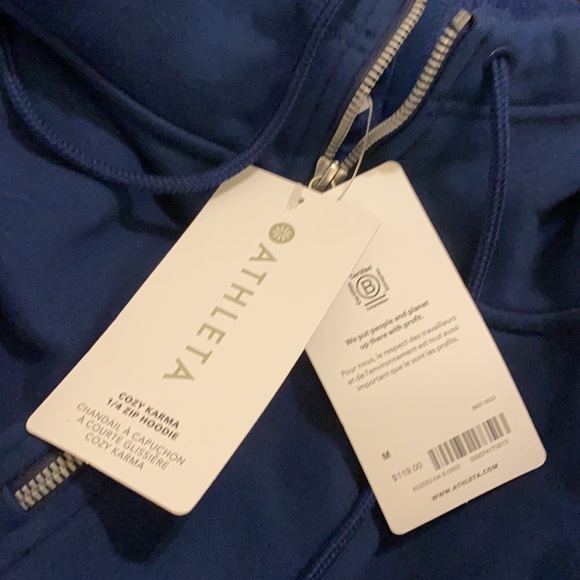 ATHLETA
COZY KARMA
1/4 ZIP HOODIE
CHANDAIL À CAPUCHON
À COURTE GLISSIÈRE
COZY KARMA
Certified
B
Corporation
We put people and planet
up there with profit.
Pour nous, le respect des travailleurs
et de l'environnement est tout aussi
important que le sont les profits.
M
$119.00
WWW.ATHLETA.COM